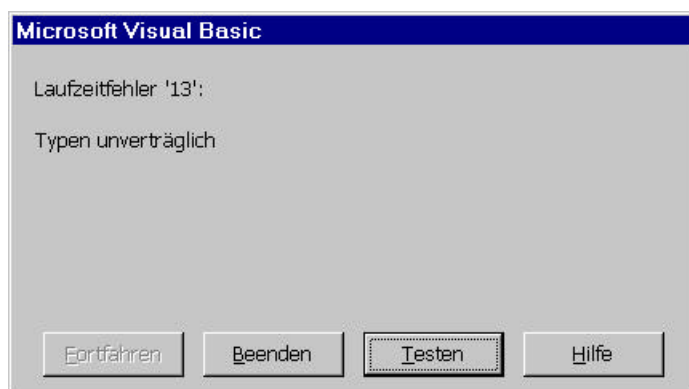 Microsoft Visual Basic
Laufzeitfehler '13':
Typen unverträglich
Fortfahren Beenden Testen Hilfe